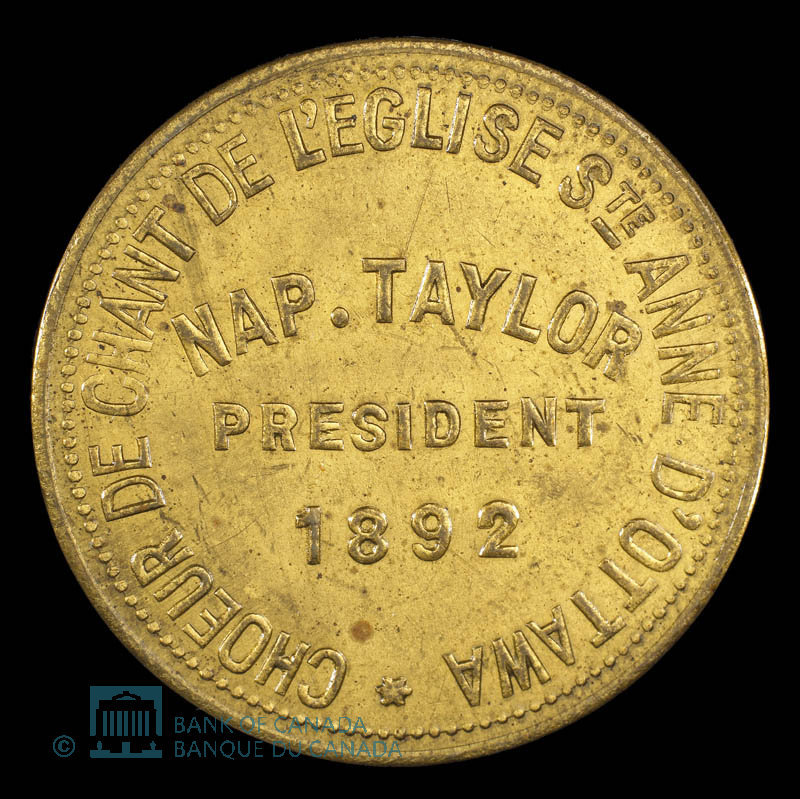 CHOEUR DE CHANT DE L'EGLISE STE ANNE D'OTTAWA
NAP. TAYLOR
PRESIDENT
1892
© BANK OF CANADA
BANQUE DU CANADA